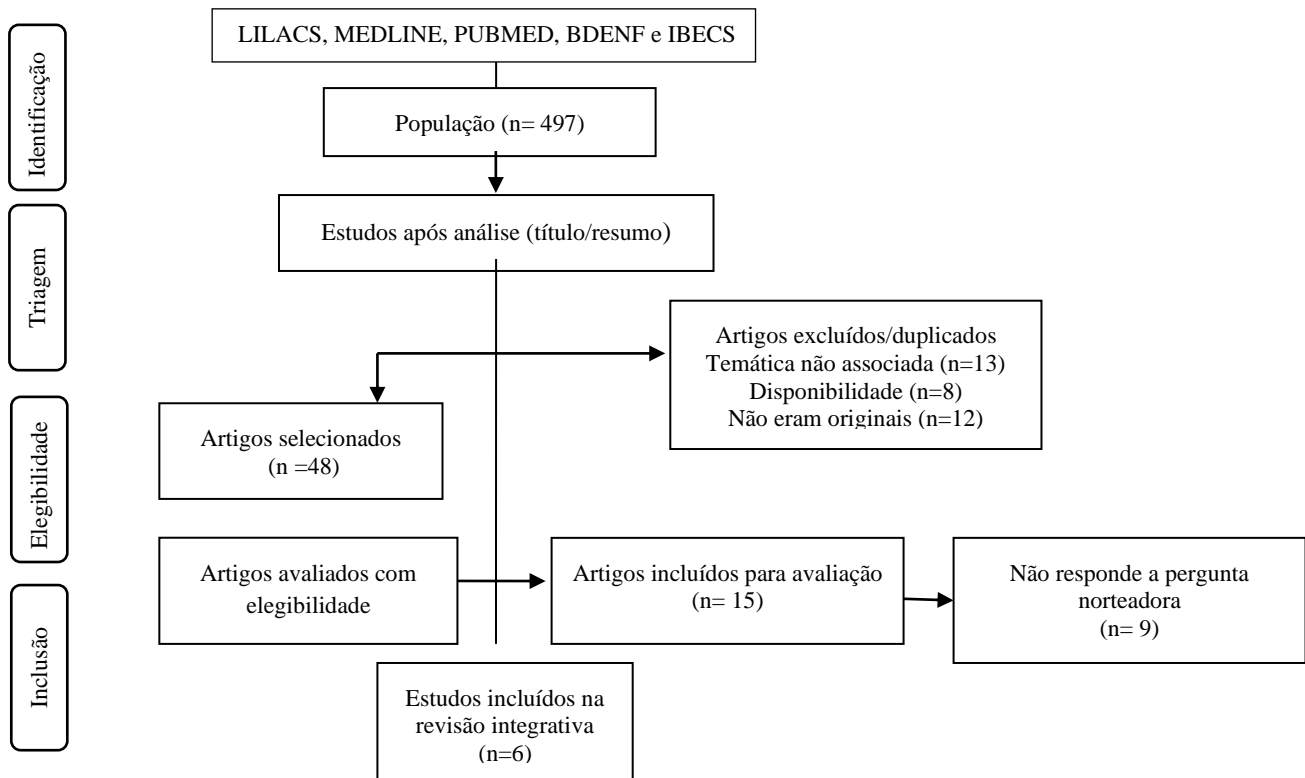 Identificação
LILACS, MEDLINE, PUBMED, BDENF e IBECS
População (n= 497)
Triagem
Estudos após análise (título/resumo)
Artigos excluídos/duplicados
Temática não associada (n=13)
Disponibilidade (n=8)
Não eram originais (n=12)
Elegibilidade
Artigos selecionados
(n =48)
Artigos avaliados com
elegibilidade
Artigos incluídos para avaliação
(n= 15)
Não responde a pergunta
norteadora
(n= 9)
Inclusão
Estudos incluídos na
revisão integrativa
(n=6)